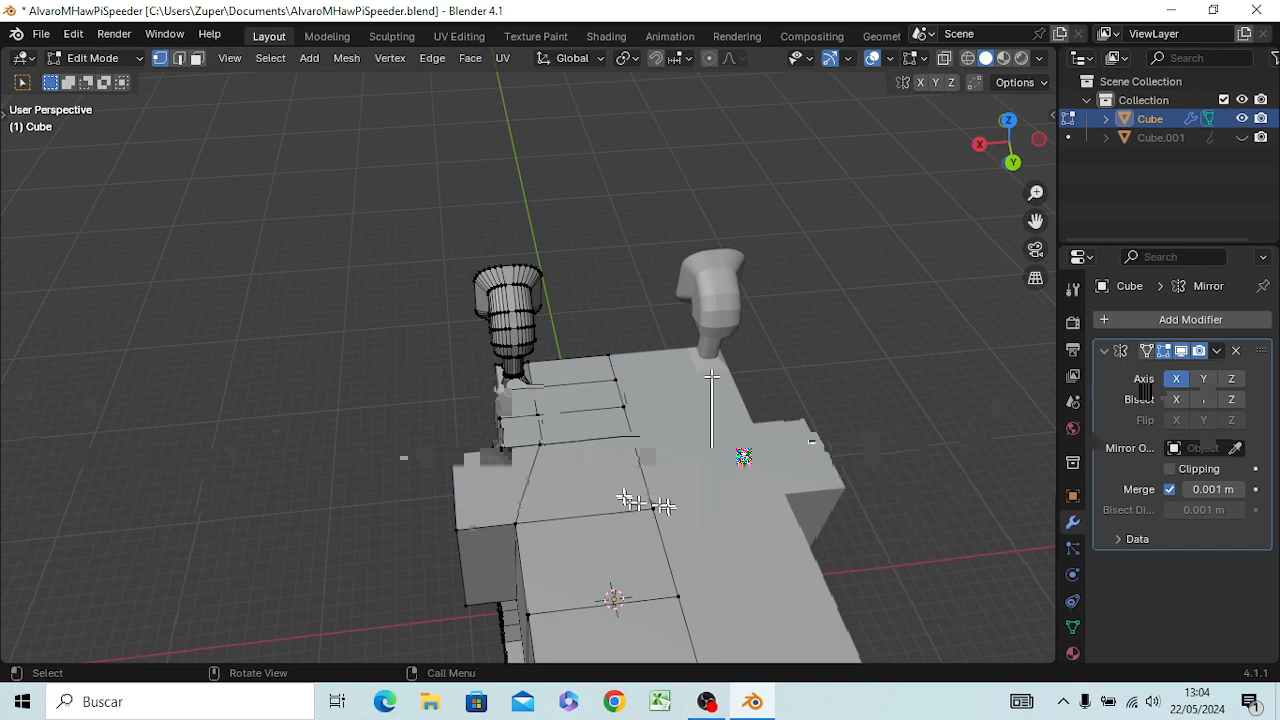 * AlvaroMHawPiSpeeder [C:\Users\Zuper\Documents\AlvaroMHawPiSpeeder.blend] - Blender 4.1
File Edit Render Window Help Layout Modeling Sculpting UV Editing Texture Paint Shading Animation Rendering Compositing Geomet Scene ViewLayer
Edit Mode View Select Add Mesh Vertex Edge Face UV Global Search
X Y Z Options
Scene Collection
Collection
Cube
Cube.001
User Perspective
(1) Cube
Z
X
Y
Search
Cube > Mirror
+ Add Modifier
Axis X Y Z
X Z
Flip X Y Z
Mirror O... Object
Clipping
Merge 0.001 m
Bisect Di... 0.001 m
Data
Select Rotate View Call Menu 4.1.1
Buscar
13:04
22/05/2024
1